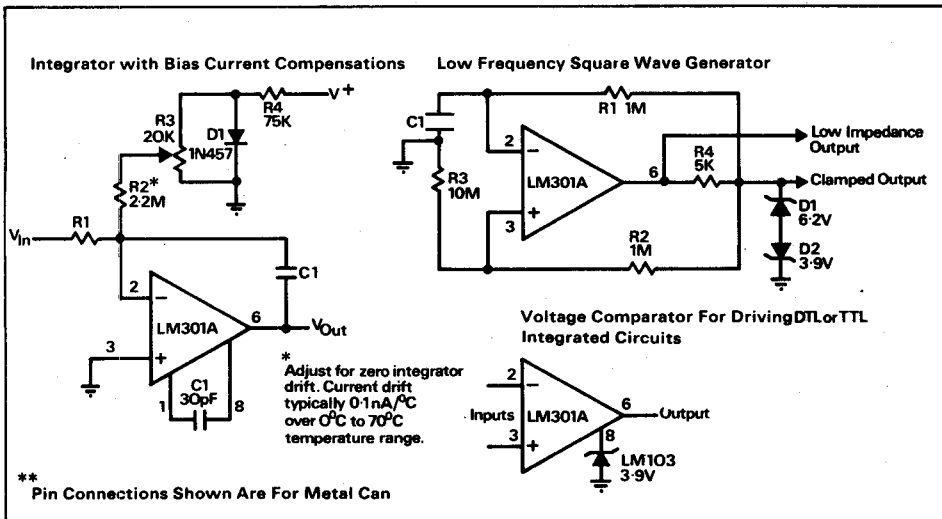 Integrator with Bias Current Compensations
R4
75K
V+
R3
20K
D1
1N457
R2*
2.2M
R1
VIn
C1
2
−
LM301A
6
VOut
3
+
C1
30pF
1
8
*
Adjust for zero integrator
drift. Current drift
typically 0·1nA/°C
over 0°C to 70°C
temperature range.
**
Pin Connections Shown Are For Metal Can
Low Frequency Square Wave Generator
C1
R1 1M
2
−
LM301A
6
R4
5K
Low Impedance
Output
Clamped Output
R3
10M
+
3
R2
1M
D1
6·2V
D2
3·9V
Voltage Comparator For Driving DTL or TTL
Integrated Circuits
2
−
Inputs
LM301A
6
Output
3
+
8
LM103
3·9V